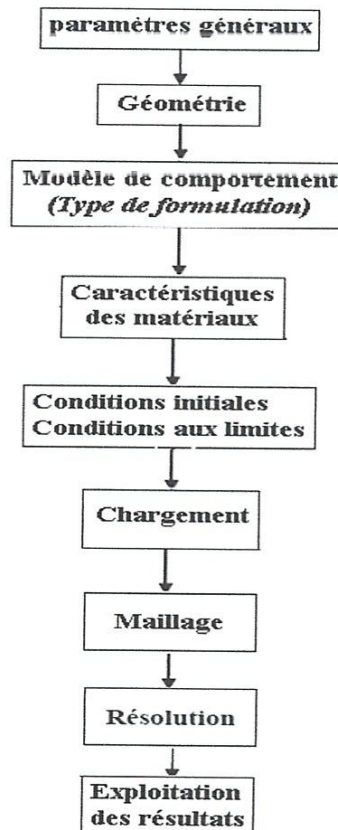 paramètres généraux
Géométrie
Modèle de comportement
(Type de formulation)
Caractéristiques
des matériaux
Conditions initiales
Conditions aux limites
Chargement
Maillage
Résolution
Exploitation
des résultats